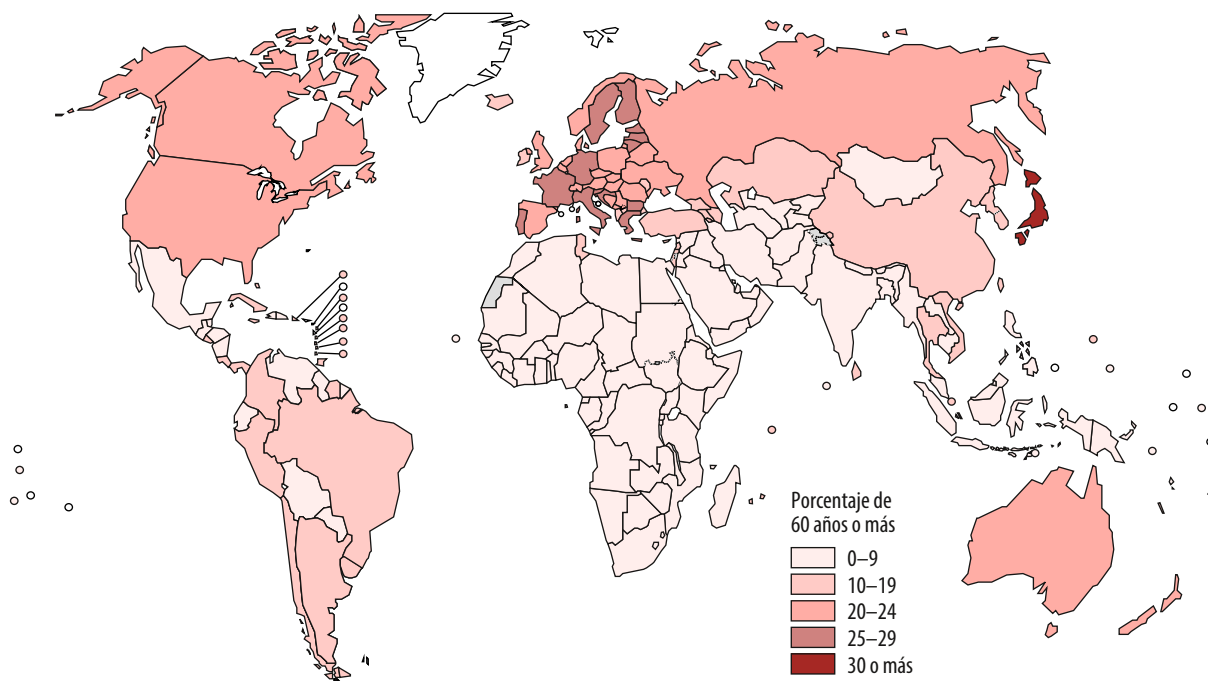 Porcentaje de
60 años o más
0–9
10–19
20–24
25–29
30 o más